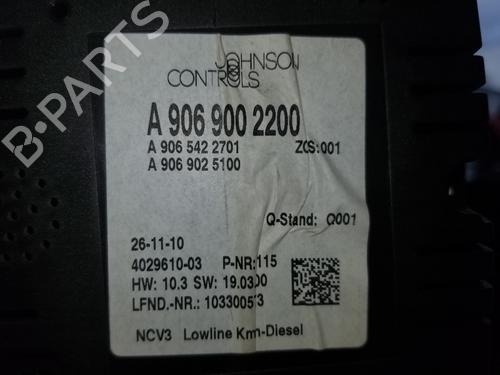 B-PARTS
JOHNSON
CONTROLS
A 906 900 2200
A 906 542 2701 ZGS:001
A 906 902 5100
Q-Stand: Q001
26-11-10
4029610-03 P-NR:115
HW: 10.3 SW: 19.0300
LFND.-NR.: 10330053
NCV3 Lowline Km-Diesel